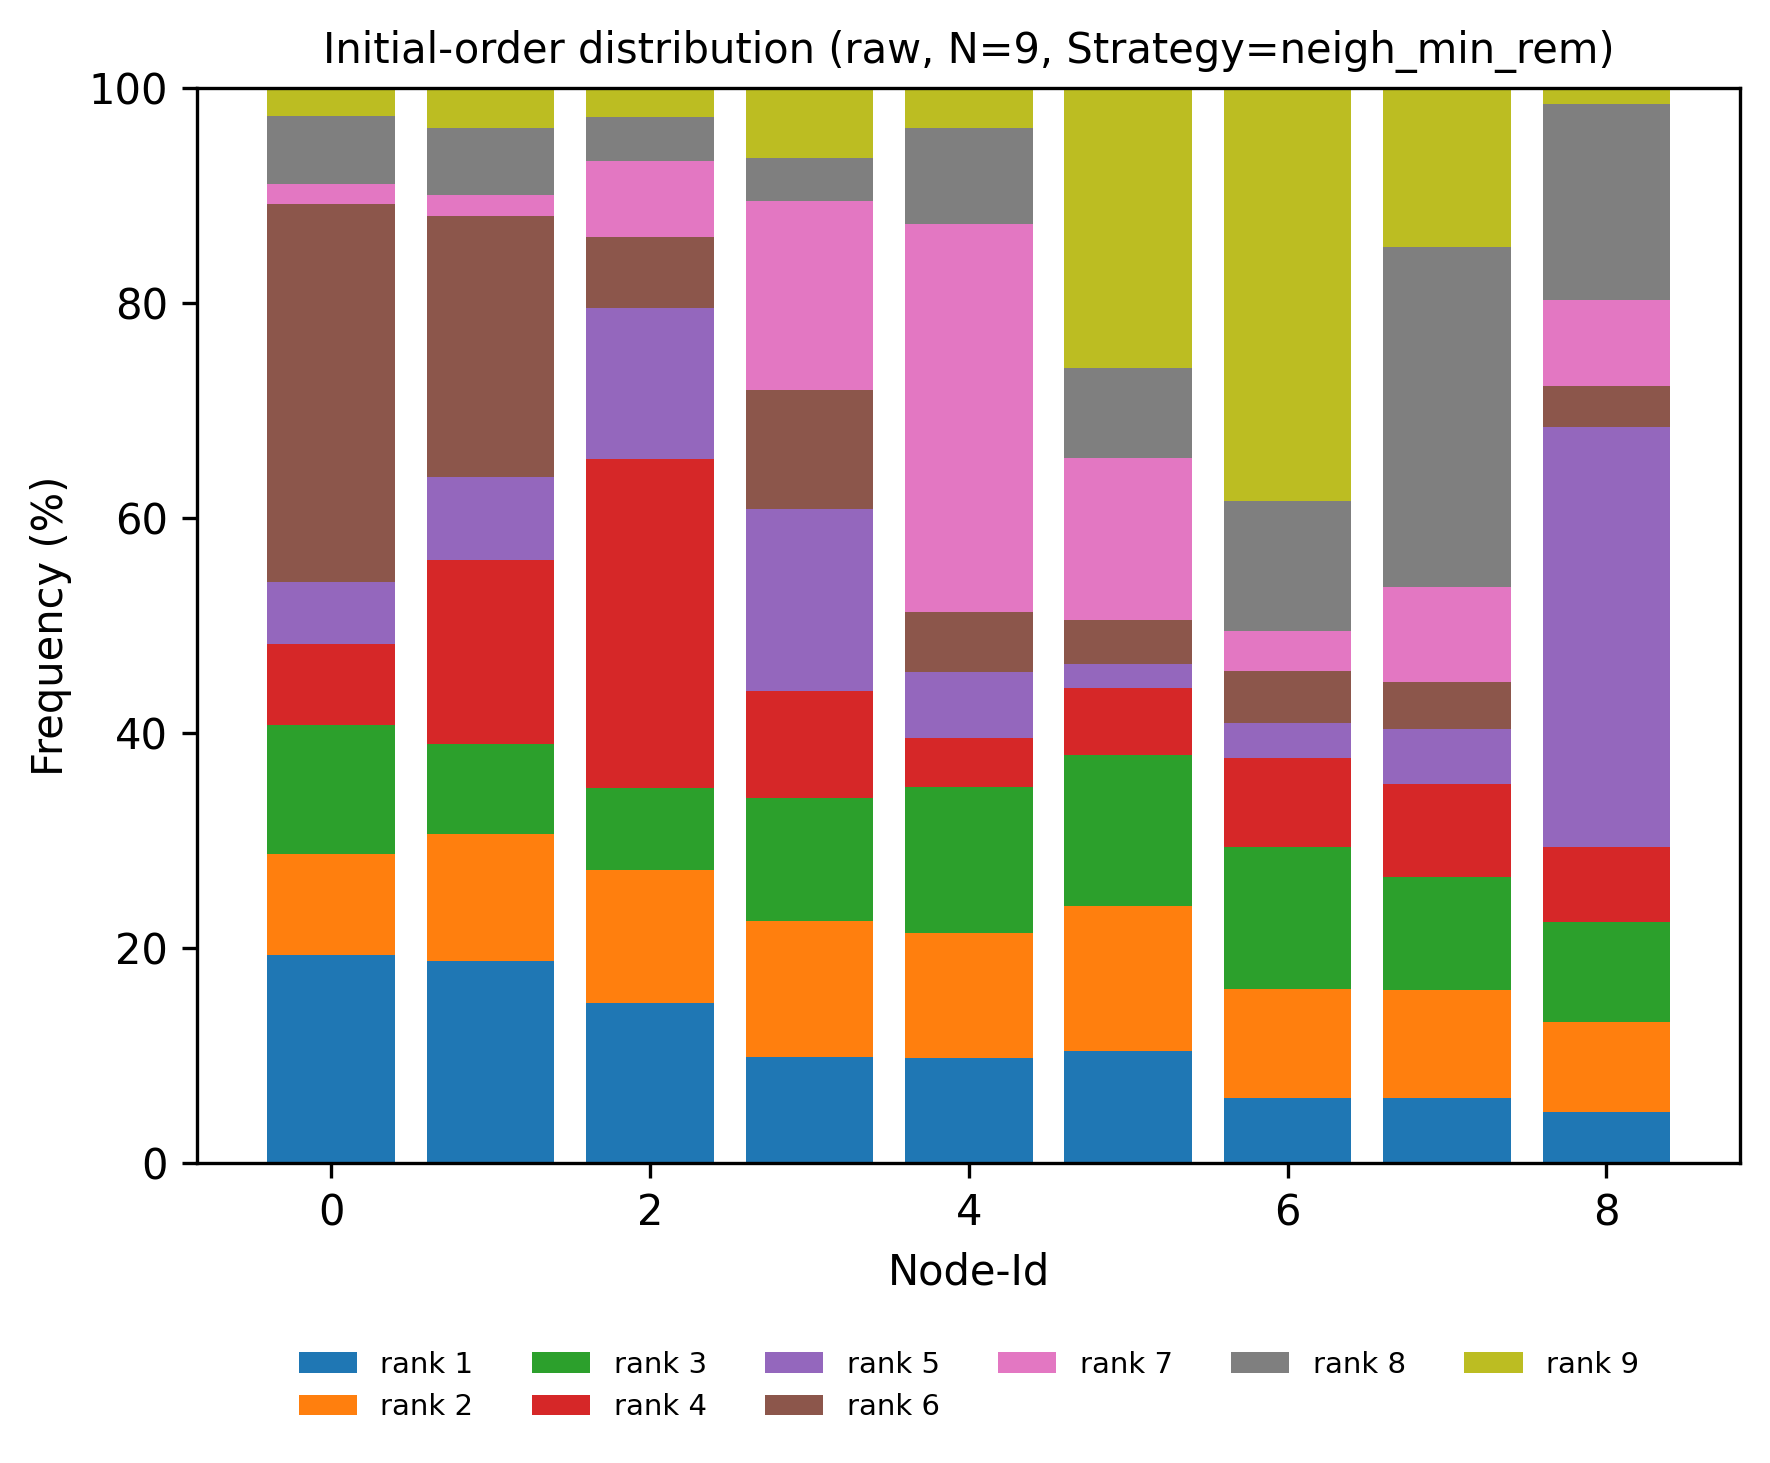 Initial-order distribution (raw, N=9, Strategy=neigh_min_rem)
100
80
60
40
20
0
Frequency (%)
0 2 4 6 8
Node-Id
rank 1 rank 3 rank 5 rank 7 rank 8 rank 9
rank 2 rank 4 rank 6